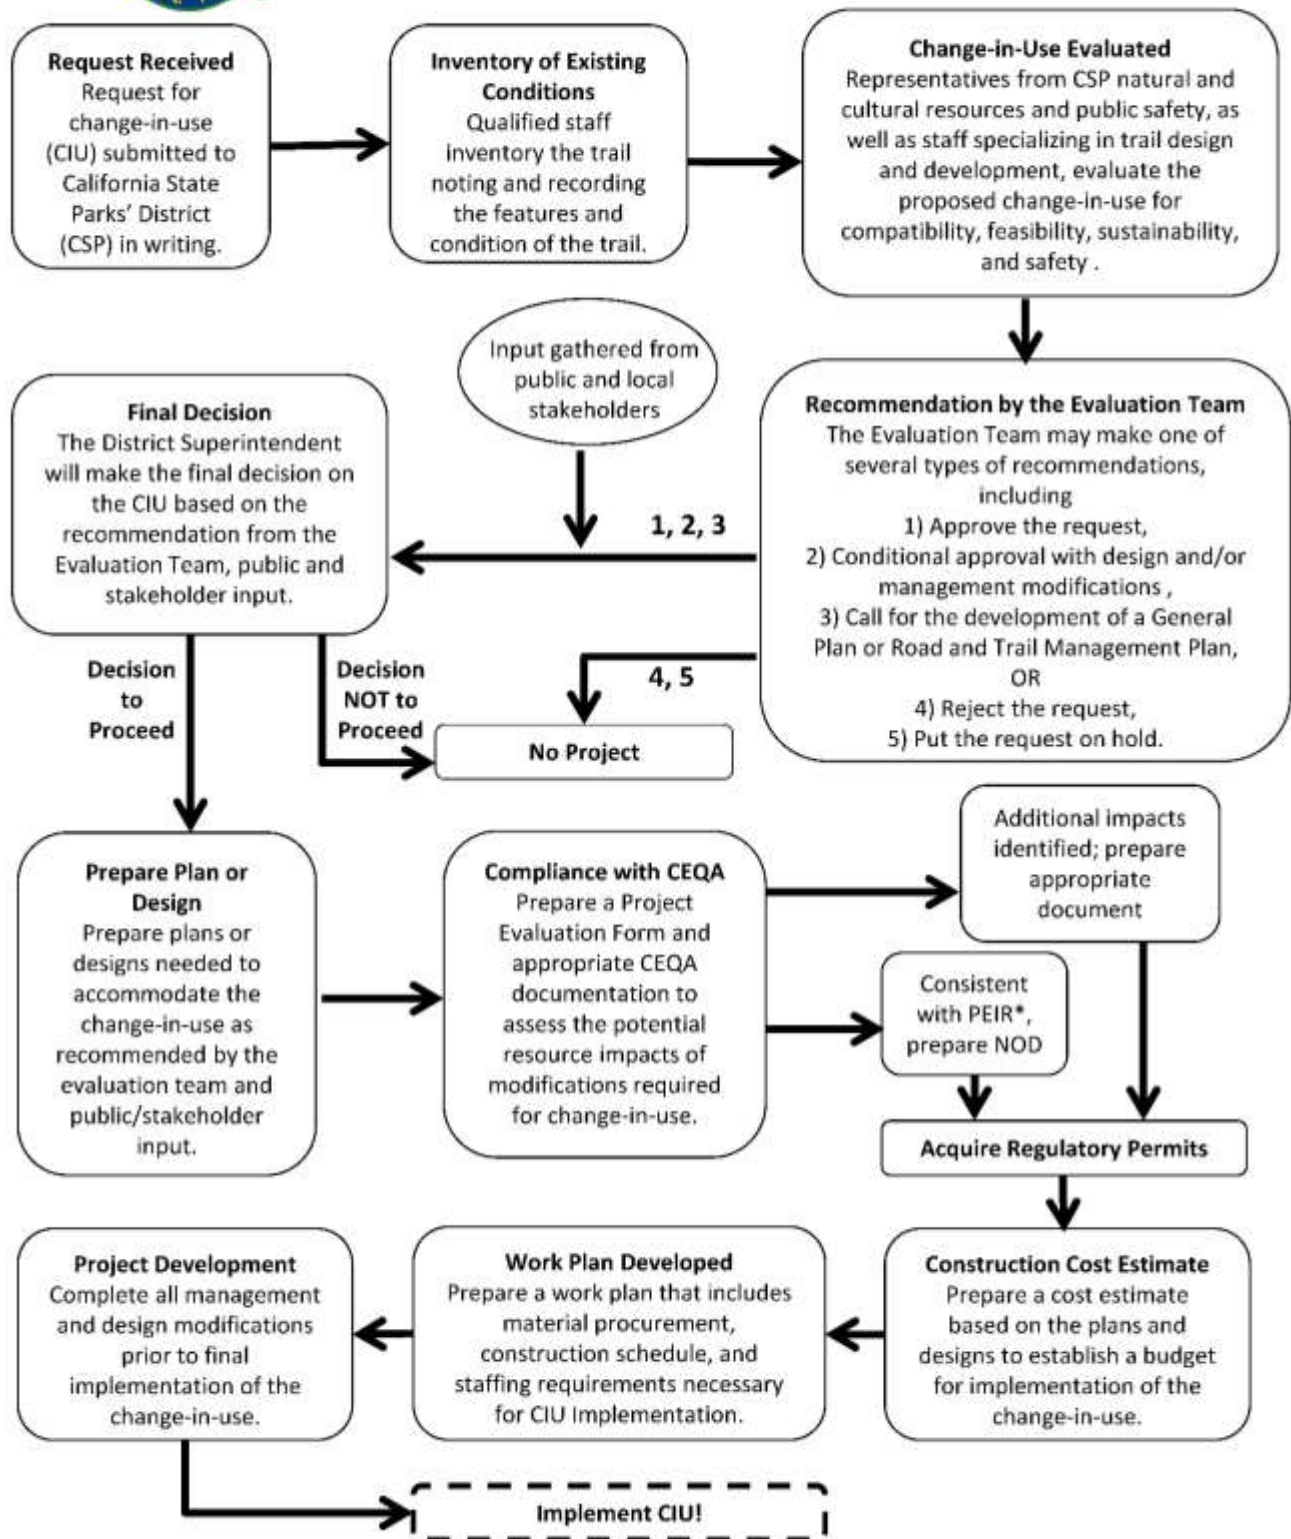 Request Received
Request for
change-in-use
(CIU) submitted to
California State
Parks' District
(CSP) in writing.
Inventory of Existing
Conditions
Qualified staff
inventory the trail
noting and recording
the features and
condition of the trail.
Change-in-Use Evaluated
Representatives from CSP natural and
cultural resources and public safety, as
well as staff specializing in trail design
and development, evaluate the
proposed change-in-use for
compatibility, feasibility, sustainability,
and safety .
Input gathered from
public and local
stakeholders
Recommendation by the Evaluation Team
The Evaluation Team may make one of
several types of recommendations,
including
1) Approve the request,
2) Conditional approval with design and/or
management modifications ,
3) Call for the development of a General
Plan or Road and Trail Management Plan,
OR
4) Reject the request,
5) Put the request on hold.
1, 2, 3
4, 5
Final Decision
The District Superintendent
will make the final decision on
the CIU based on the
recommendation from the
Evaluation Team, public and
stakeholder input.
Decision
to
Proceed
Decision
NOT to
Proceed
No Project
Prepare Plan or
Design
Prepare plans or
designs needed to
accommodate the
change-in-use as
recommended by the
evaluation team and
public/stakeholder
input.
Compliance with CEQA
Prepare a Project
Evaluation Form and
appropriate CEQA
documentation to
assess the potential
resource impacts of
modifications required
for change-in-use.
Additional impacts
identified; prepare
appropriate
document
Consistent
with PEIR*,
prepare NOD
Acquire Regulatory Permits
Construction Cost Estimate
Prepare a cost estimate
based on the plans and
designs to establish a budget
for implementation of the
change-in-use.
Work Plan Developed
Prepare a work plan that includes
material procurement,
construction schedule, and
staffing requirements necessary
for CIU Implementation.
Project Development
Complete all management
and design modifications
prior to final
implementation of the
change-in-use.
Implement CIU!